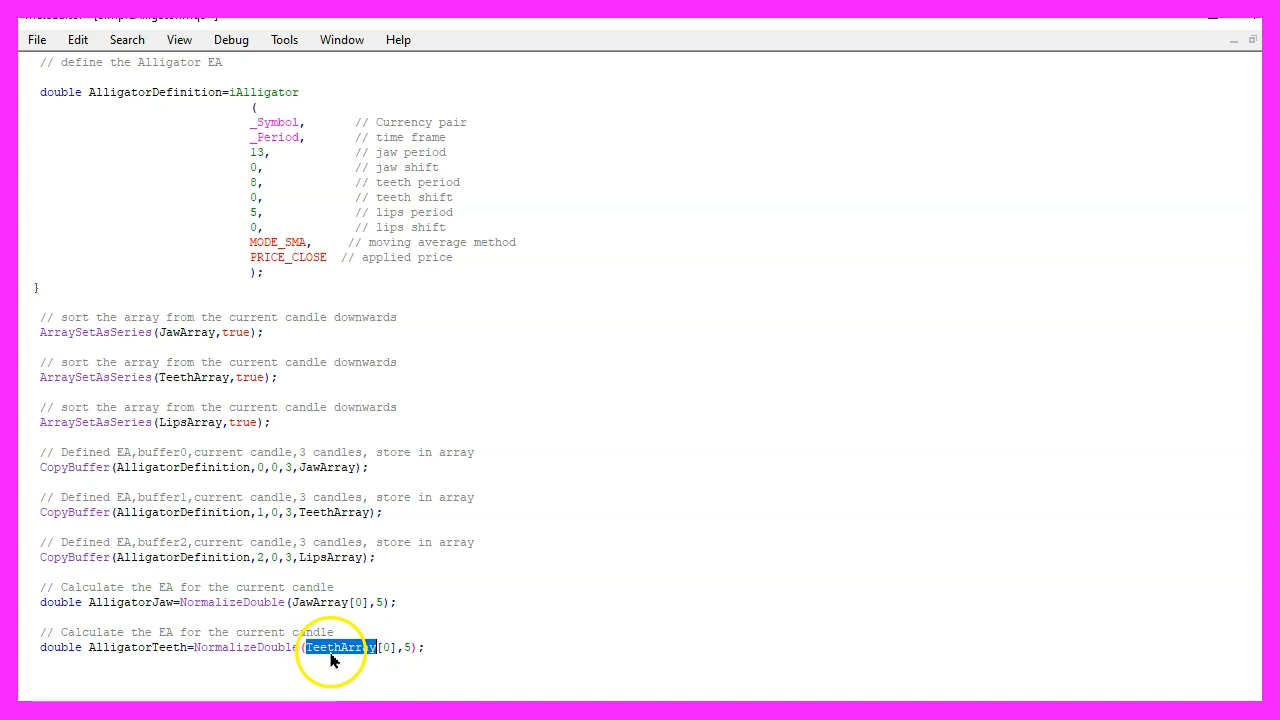 File Edit Search View Debug Tools Window Help
// define the Alligator EA
double AlligatorDefinition=iAlligator
(
_Symbol, // Currency pair
_Period, // time frame
13, // jaw period
0, // jaw shift
8, // teeth period
0, // teeth shift
5, // lips period
0, // lips shift
MODE_SMA, // moving average method
PRICE_CLOSE // applied price
);
}
// sort the array from the current candle downwards
ArraySetAsSeries(JawArray,true);
// sort the array from the current candle downwards
ArraySetAsSeries(TeethArray,true);
// sort the array from the current candle downwards
ArraySetAsSeries(LipsArray,true);
// Defined EA,buffer0,current candle,3 candles, store in array
CopyBuffer(AlligatorDefinition,0,0,3,JawArray);
// Defined EA,buffer1,current candle,3 candles, store in array
CopyBuffer(AlligatorDefinition,1,0,3,TeethArray);
// Defined EA,buffer2,current candle,3 candles, store in array
CopyBuffer(AlligatorDefinition,2,0,3,LipsArray);
// Calculate the EA for the current candle
double AlligatorJaw=NormalizeDouble(JawArray[0],5);
// Calculate the EA for the current candle
double AlligatorTeeth=NormalizeDouble(TeethArray[0],5);